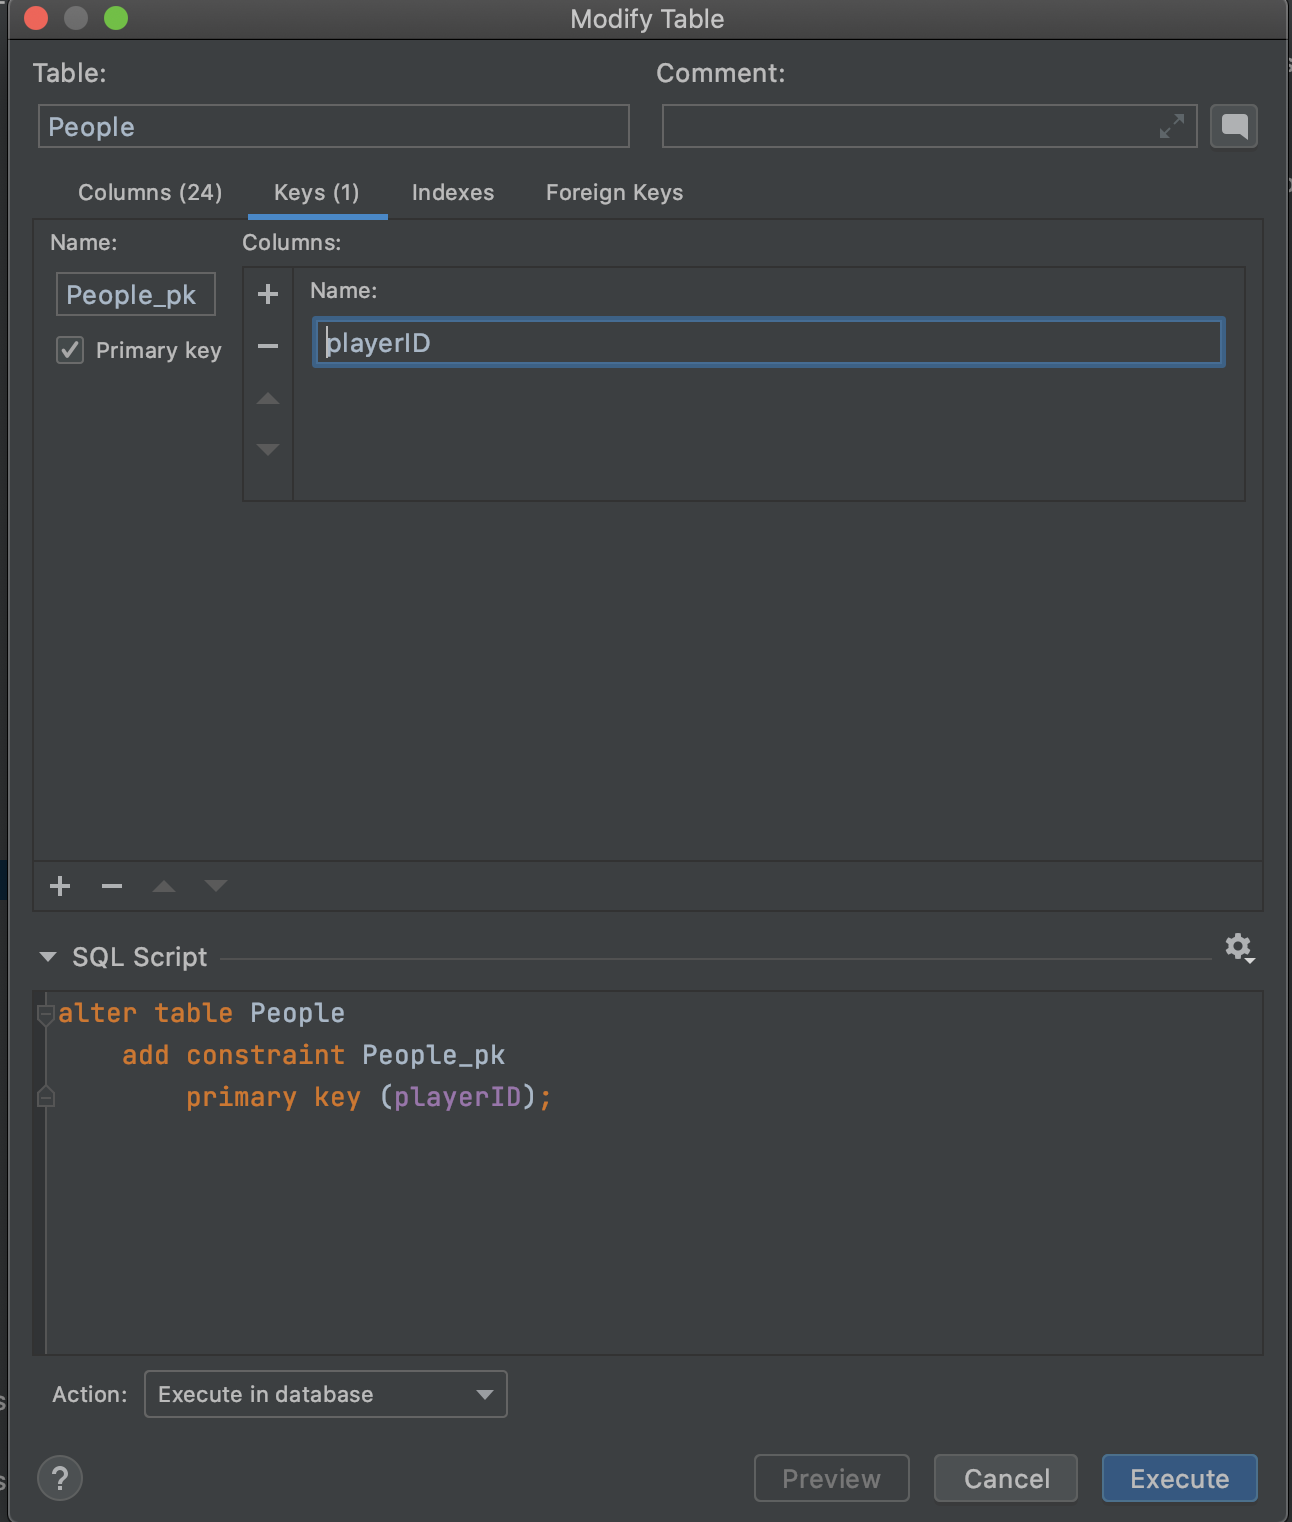 Modify Table
Table:
Comment:
People
Columns (24)
Keys (1)
Indexes
Foreign Keys
Name:
Columns:
People_pk
Name:
playerID
Primary key
SQL Script
alter table People
add constraint People_pk
primary key (playerID);
Action:
Execute in database
?
Preview
Cancel
Execute